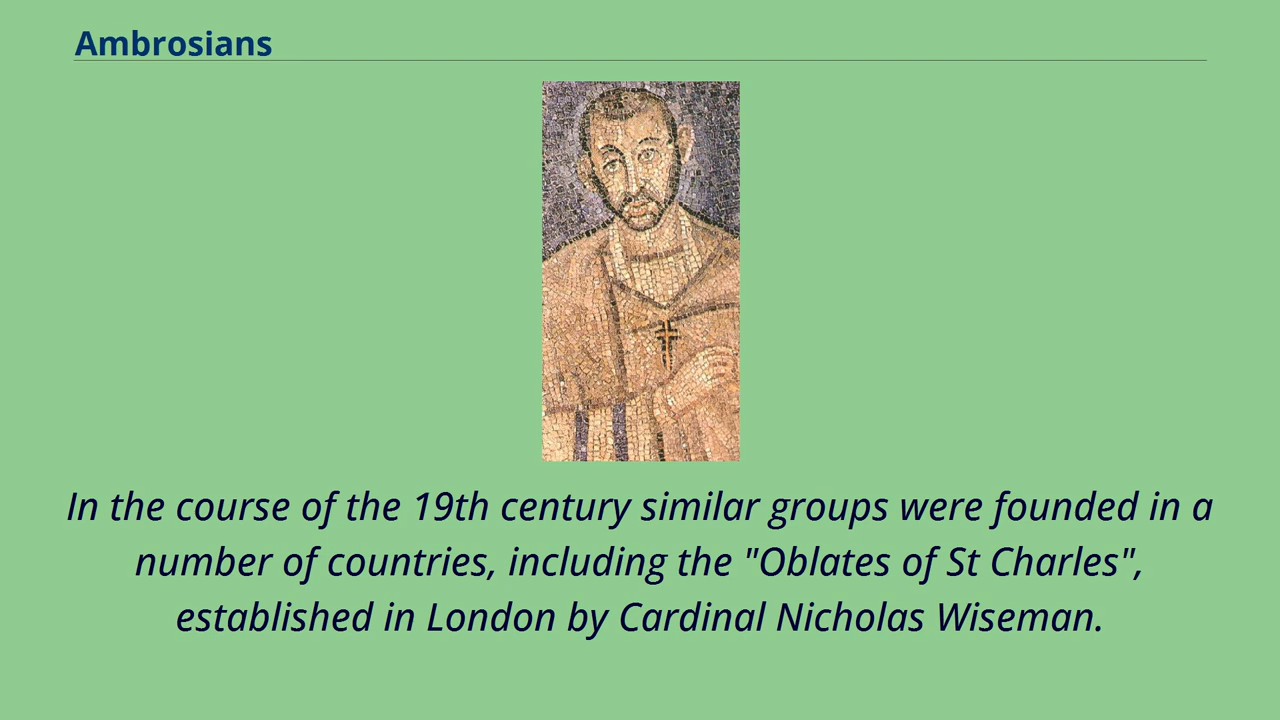 Ambrosians
In the course of the 19th century similar groups were founded in a
number of countries, including the "Oblates of St Charles",
established in London by Cardinal Nicholas Wiseman.